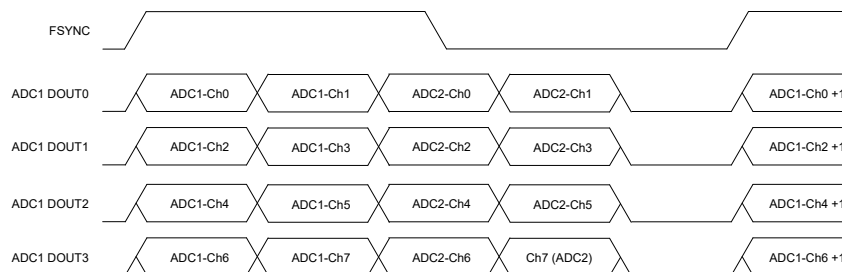 FSYNC
ADC1 DOUT0 ADC1-Ch0 ADC1-Ch1 ADC2-Ch0 ADC2-Ch1 ADC1-Ch0 +1
ADC1 DOUT1 ADC1-Ch2 ADC1-Ch3 ADC2-Ch2 ADC2-Ch3 ADC1-Ch2 +1
ADC1 DOUT2 ADC1-Ch4 ADC1-Ch5 ADC2-Ch4 ADC2-Ch5 ADC1-Ch4 +1
ADC1 DOUT3 ADC1-Ch6 ADC1-Ch7 ADC2-Ch6 Ch7 (ADC2) ADC1-Ch6 +1